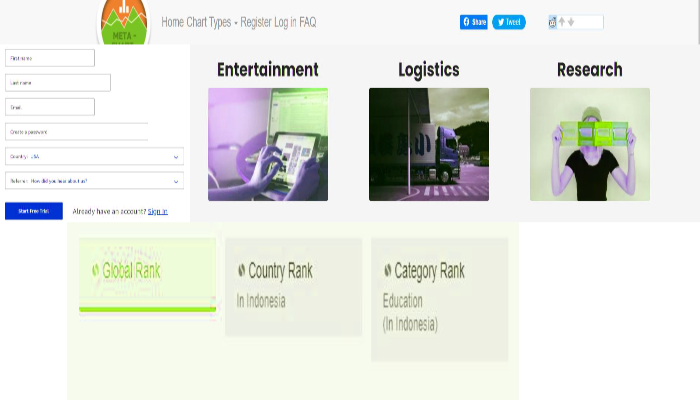 META -
Home Chart Types Register Log in FAQ
Share
Tweet
First name
Last name
Email
Create a password
Country: USA
Referrer: How did you hear about us?
Start Free Trial
Already have an account? Sign in
Entertainment
Logistics
Research
Global Rank
Country Rank
In Indonesia
Category Rank
Education
(In Indonesia)